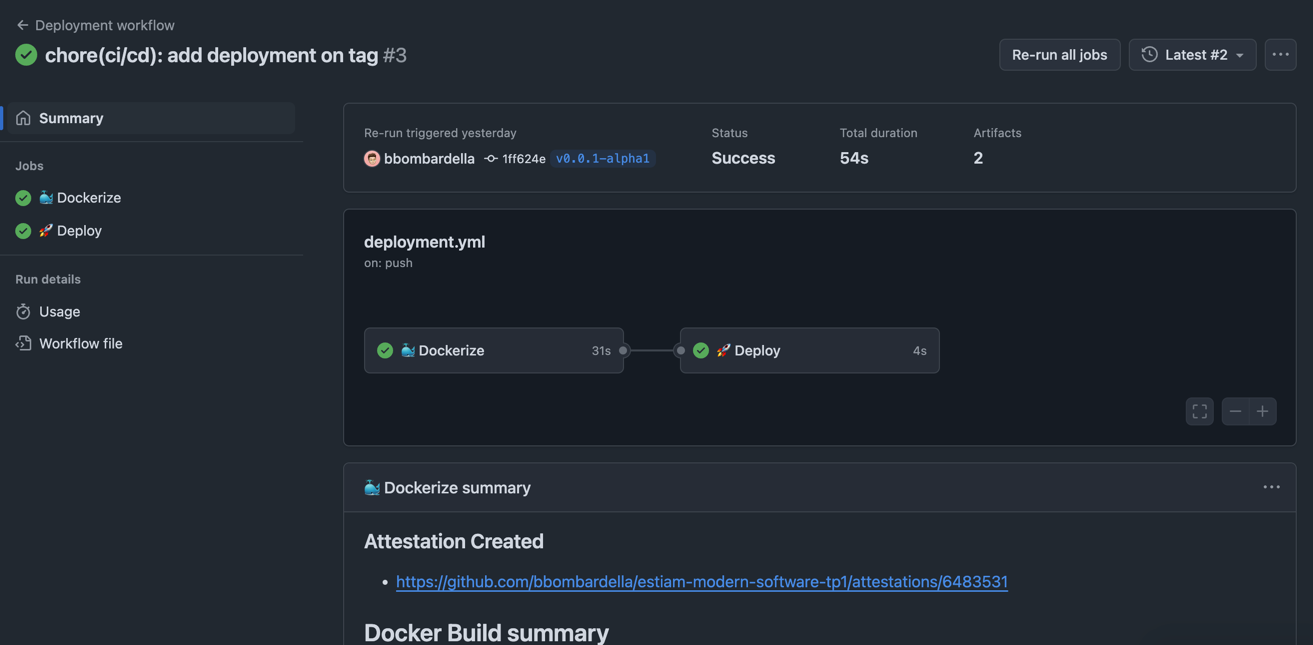 Deployment workflow
chore(ci/cd): add deployment on tag #3
Re-run all jobs
Latest #2
Summary
Jobs
Dockerize
Deploy
Run details
Usage
Workflow file
Re-run triggered yesterday
bbombardella 1ff624e v0.0.1-alpha1
Status
Success
Total duration
54s
Artifacts
2
deployment.yml
on: push
Dockerize 31s
Deploy 4s
Dockerize summary
Attestation Created
https://github.com/bbombardella/estiam-modern-software-tp1/attestations/6483531
Docker Build summary